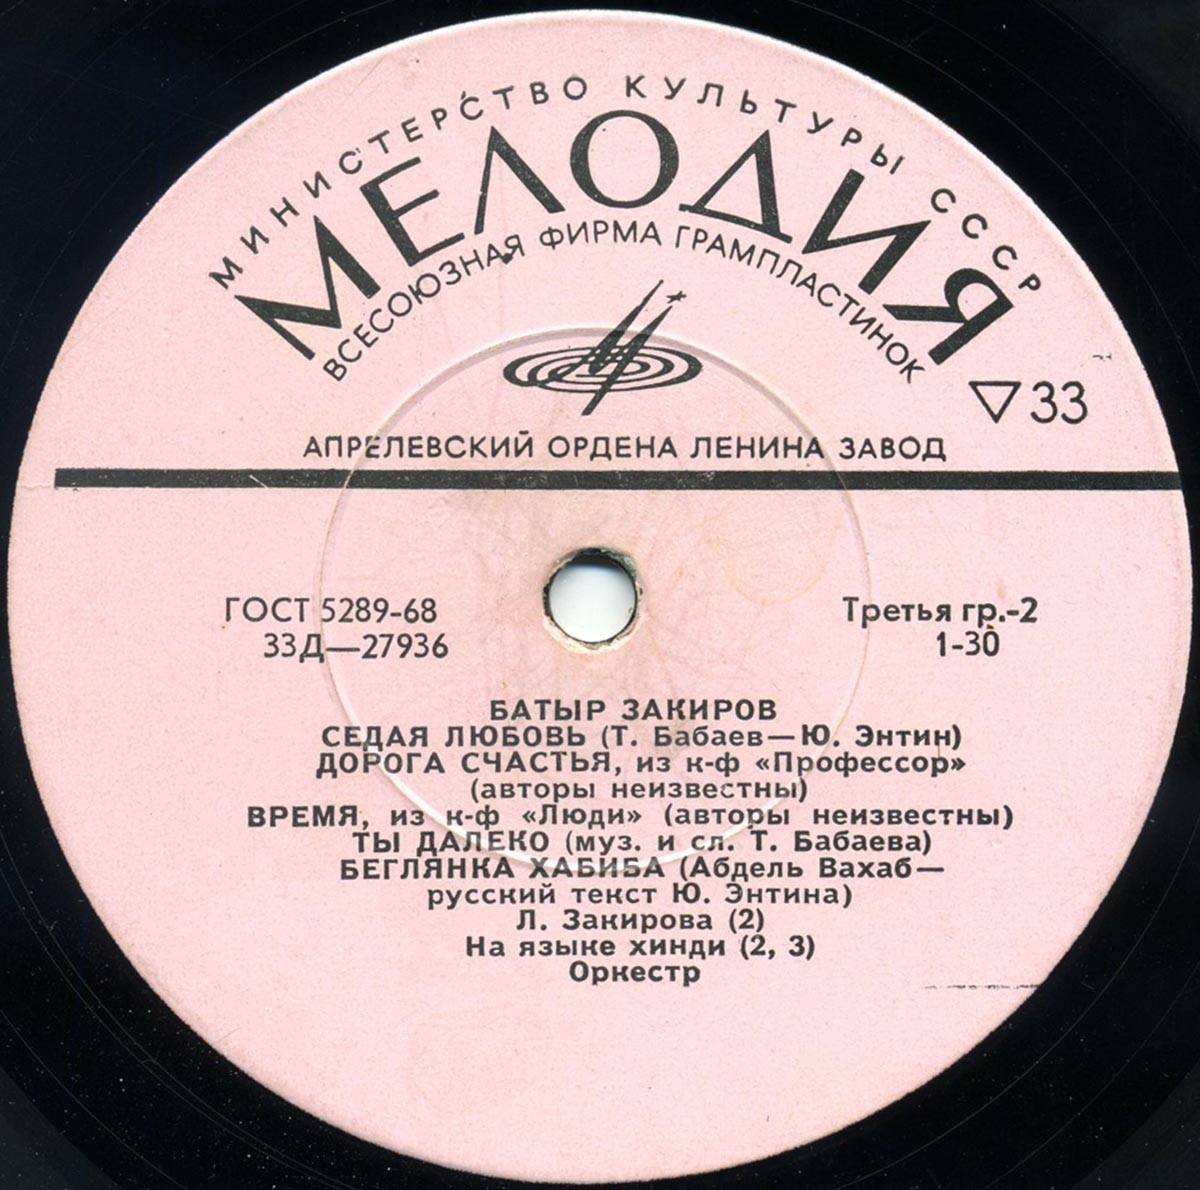 МИНИСТЕРСТВО КУЛЬТУРЫ СССР
МЕЛОДИЯ
ВСЕСОЮЗНАЯ ФИРМА ГРАМПЛАСТИНОК
▽33
АПРЕЛЕВСКИЙ ОРДЕНА ЛЕНИНА ЗАВОД
ГОСТ 5289-68
33Д—27936
Третья гр.-2
1-30
БАТЫР ЗАКИРОВ
СЕДАЯ ЛЮБОВЬ (Т. Бабаев—Ю. Энтин)
ДОРОГА СЧАСТЬЯ, из к-ф «Профессор»
(авторы неизвестны)
ВРЕМЯ, из к-ф «Люди» (авторы неизвестны)
ТЫ ДАЛЕКО (муз. и сл. Т. Бабаева)
БЕГЛЯНКА ХАБИБА (Абдель Вахаб—
русский текст Ю. Энтина)
Л. Закирова (2)
На языке хинди (2, 3)
Оркестр